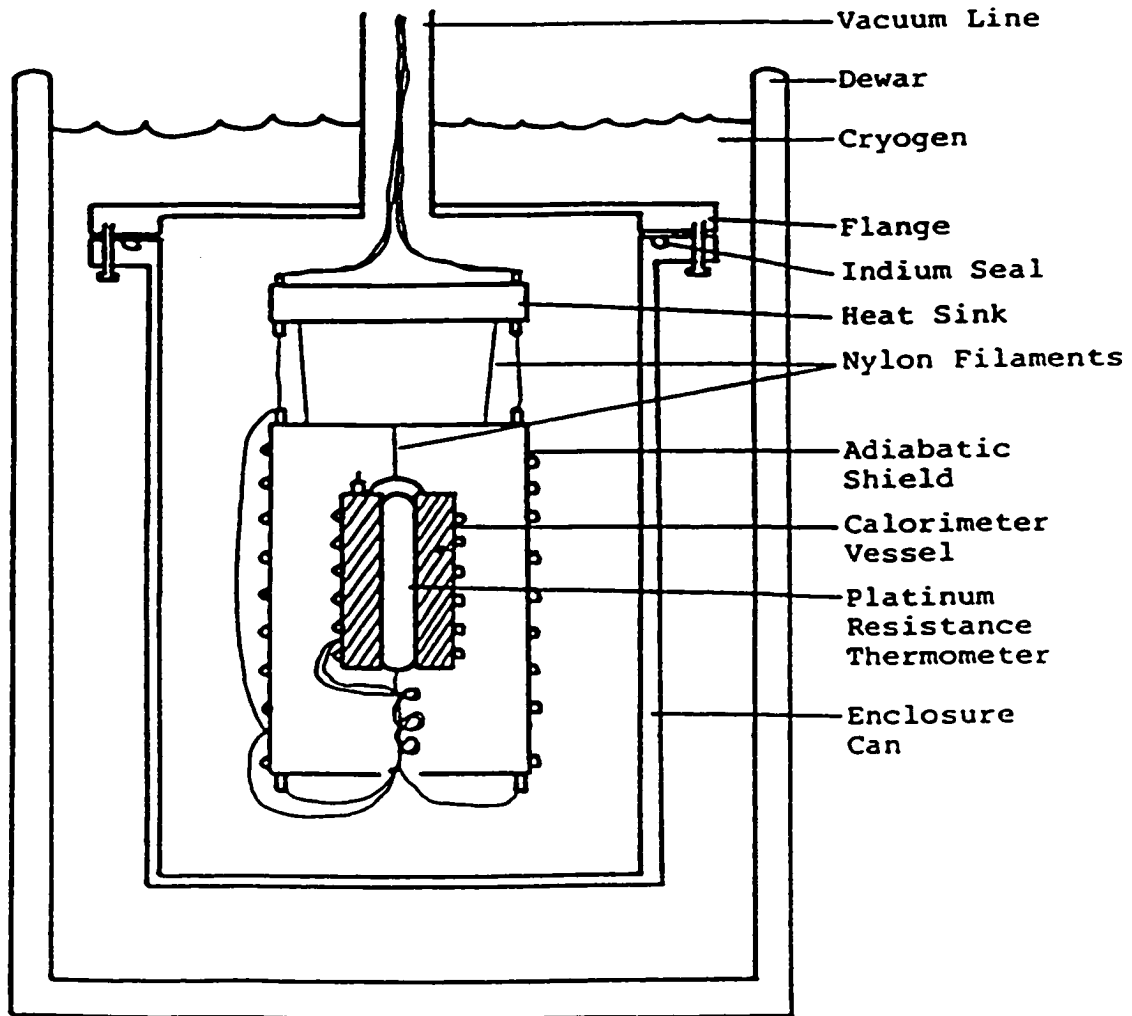 Vacuum Line
Dewar
Cryogen
Flange
Indium Seal
Heat Sink
Nylon Filaments
Adiabatic
Shield
Calorimeter
Vessel
Platinum
Resistance
Thermometer
Enclosure
Can